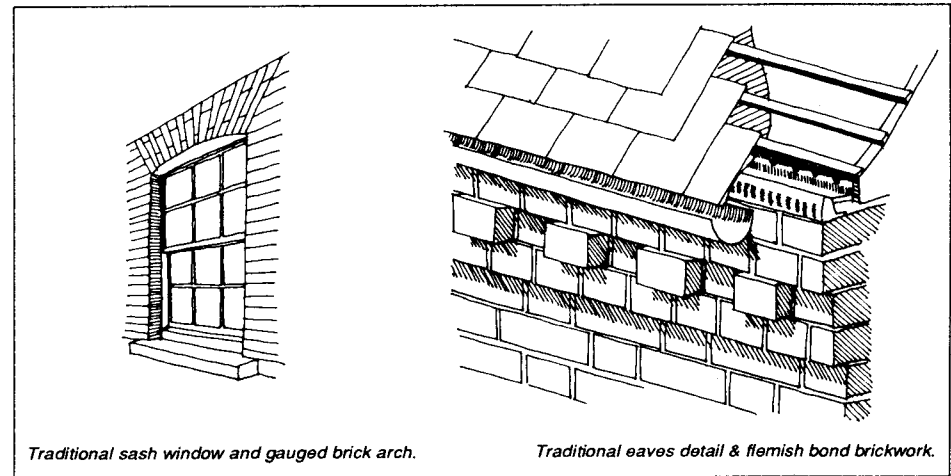 Traditional sash window and gauged brick arch.
Traditional eaves detail & flemish bond brickwork.